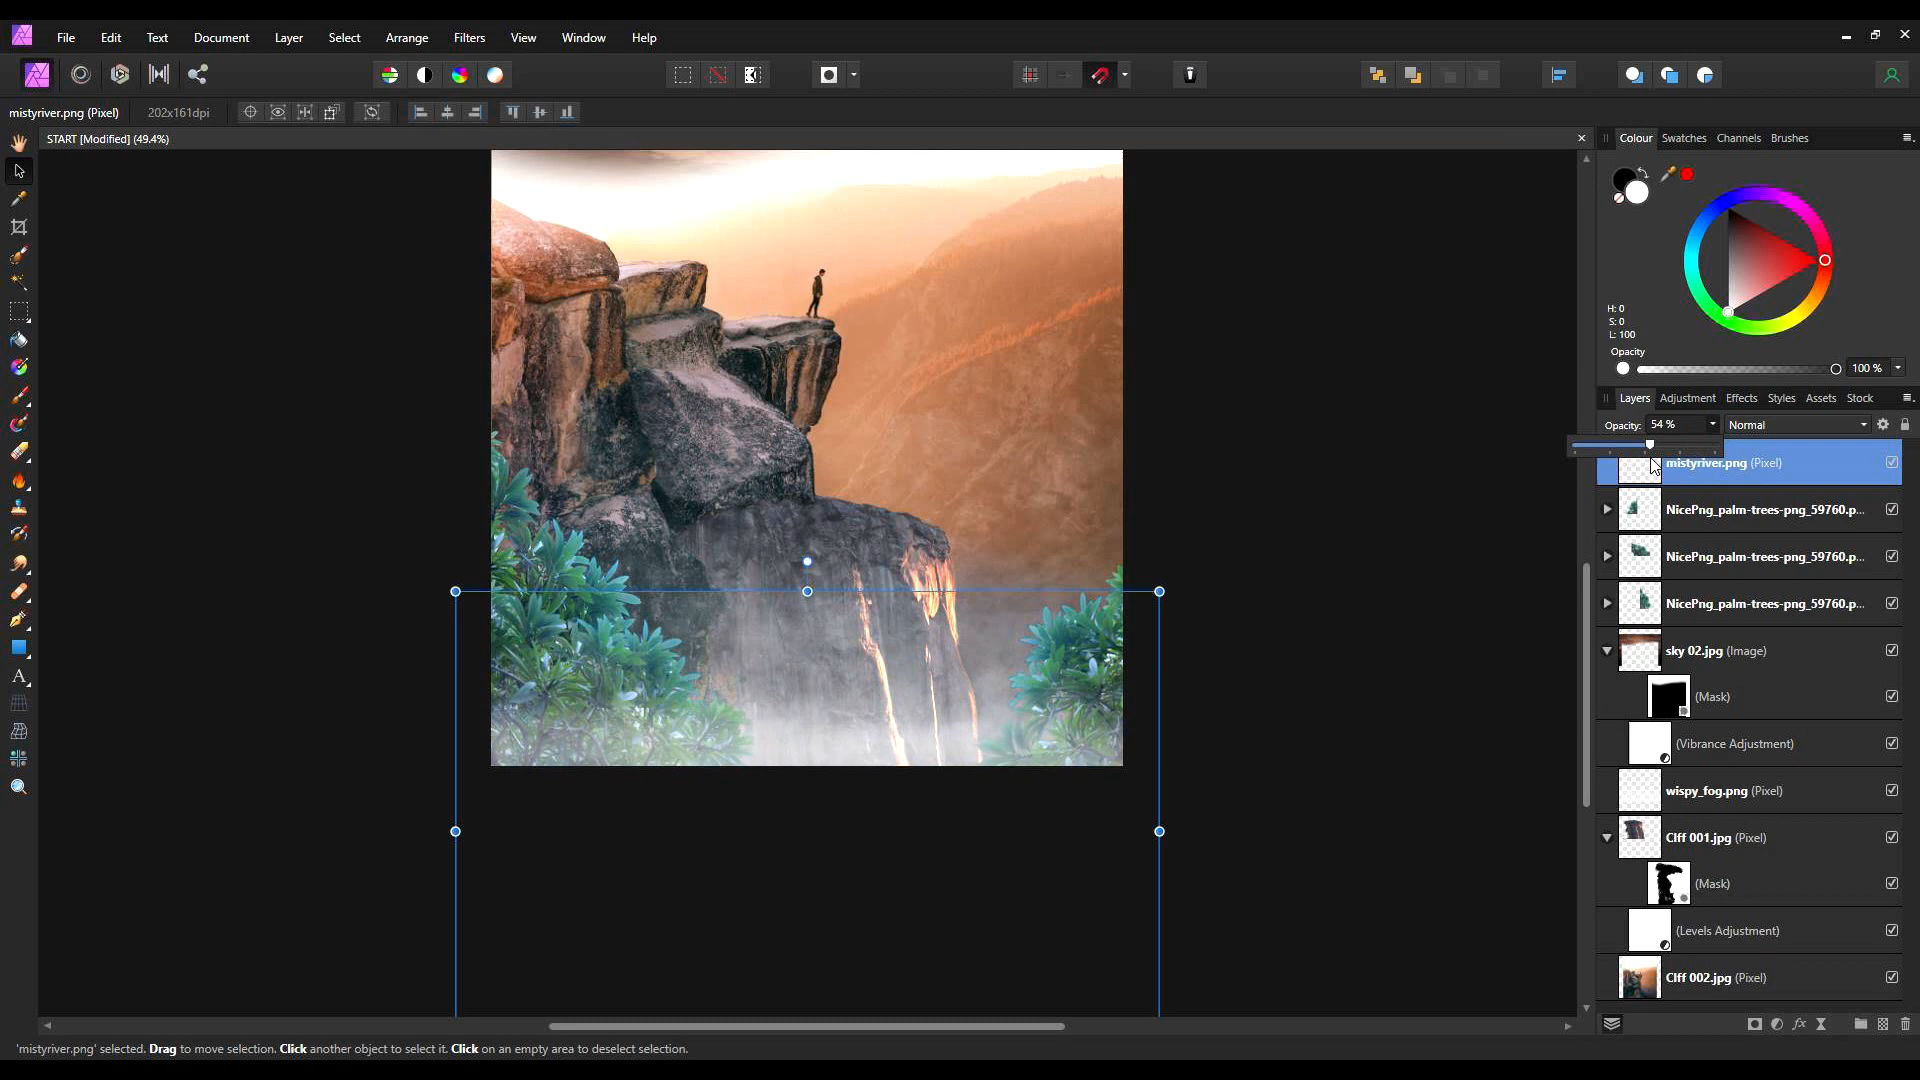 File Edit Text Document Layer Select Arrange Filters View Window Help
mistyriver.png (Pixel) 202x161dpi
START [Modified] (49.4%)
Colour Swatches Channels Brushes
H: 0
S: 0
L: 100
Opacity
100 %
Layers Adjustment Effects Styles Assets Stock
Opacity: 54 % Normal
mistyriver.png (Pixel)
NicePng_palm-trees-png_59760.p...
NicePng_palm-trees-png_59760.p...
NicePng_palm-trees-png_59760.p...
sky 02.jpg (Image)
(Mask)
(Vibrance Adjustment)
wispy_fog.png (Pixel)
Clff 001.jpg (Pixel)
(Mask)
(Levels Adjustment)
Clff 002.jpg (Pixel)
fx
'mistyriver.png' selected. Drag to move selection. Click another object to select it. Click on an empty area to deselect selection.